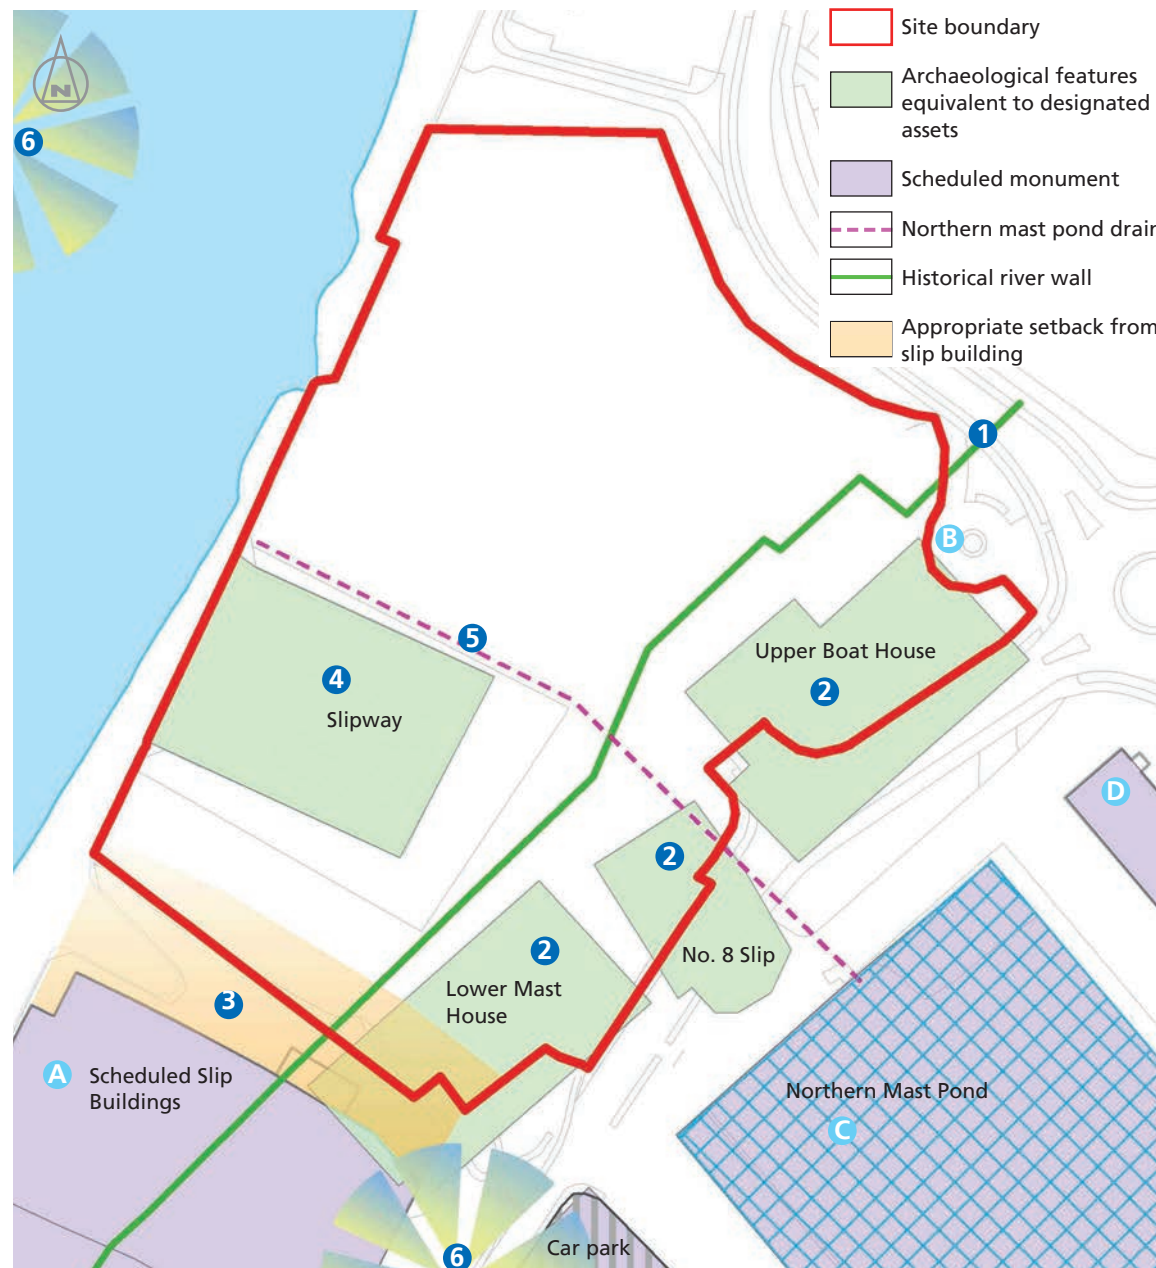 N
6
Site boundary
Archaeological features
equivalent to designated
assets
Scheduled monument
Northern mast pond drain
Historical river wall
Appropriate setback from
slip building
1
B
5
Upper Boat House
4
2
Slipway
D
2
2
No. 8 Slip
Lower Mast
House
3
A
Scheduled Slip
Buildings
Northern Mast Pond
C
Car park
6